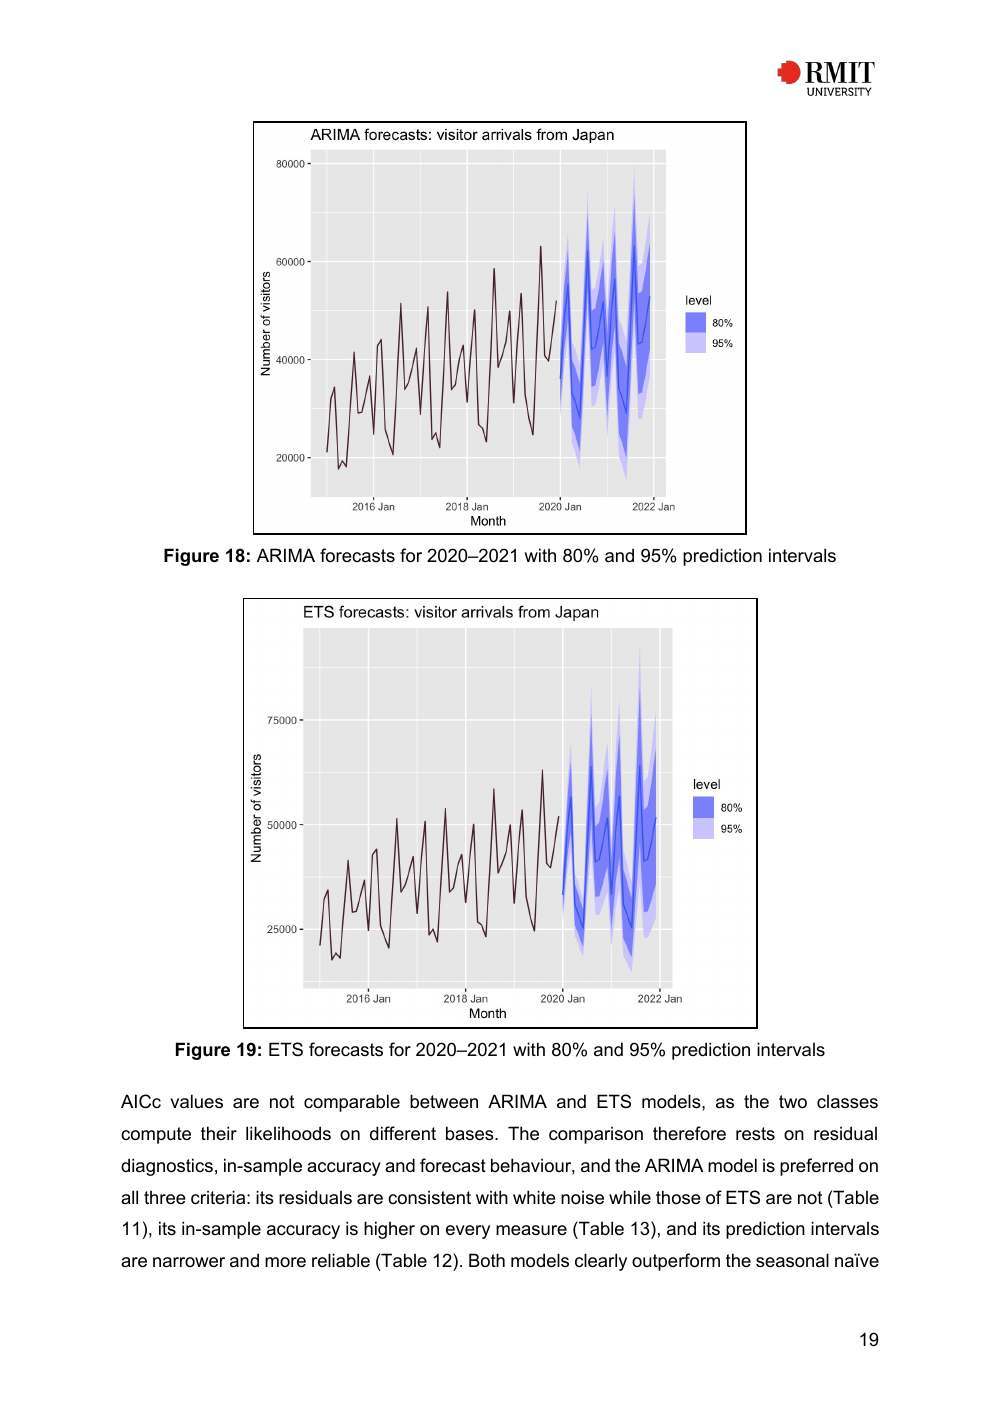 RMIT
UNIVERSITY
ARIMA forecasts: visitor arrivals from Japan
80000
60000
40000
20000
Number of visitors
level
80%
95%
2016 Jan 2018 Jan 2020 Jan 2022 Jan
Month
Figure 18: ARIMA forecasts for 2020–2021 with 80% and 95% prediction intervals
ETS forecasts: visitor arrivals from Japan
75000
50000
25000
Number of visitors
level
80%
95%
2016 Jan 2018 Jan 2020 Jan 2022 Jan
Month
Figure 19: ETS forecasts for 2020–2021 with 80% and 95% prediction intervals
AICc values are not comparable between ARIMA and ETS models, as the two classes
compute their likelihoods on different bases. The comparison therefore rests on residual
diagnostics, in-sample accuracy and forecast behaviour, and the ARIMA model is preferred on
all three criteria: its residuals are consistent with white noise while those of ETS are not (Table
11), its in-sample accuracy is higher on every measure (Table 13), and its prediction intervals
are narrower and more reliable (Table 12). Both models clearly outperform the seasonal naïve
19